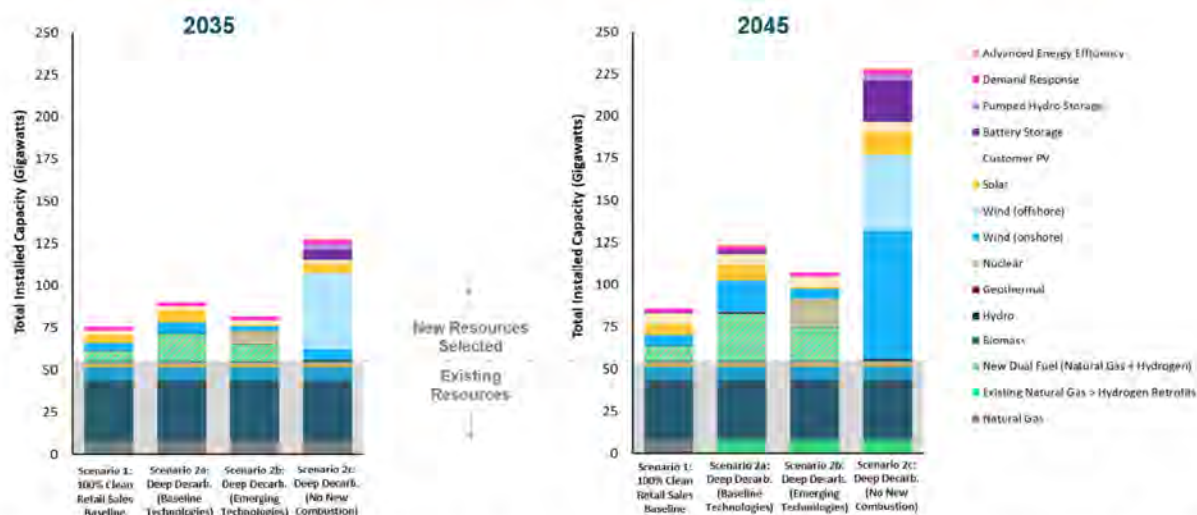 2035
Total Installed Capacity (Gigawatts)
250
225
200
175
150
125
100
75
50
25
0
Scenario 1:
100% Clean
Retail Sales
Baseline
Scenario 2a:
Deep Decarb.
(Baseline
Technologies)
Scenario 2b:
Deep Decarb.
(Emerging
Technologies)
Scenario 2c:
Deep Decarb.
(No New
Combustion)
New Resources
Selected
Existing
Resources
2045
Total Installed Capacity (Gigawatts)
250
225
200
175
150
125
100
75
50
25
0
Scenario 1:
100% Clean
Retail Sales
Baseline
Scenario 2a:
Deep Decarb.
(Baseline
Technologies)
Scenario 2b:
Deep Decarb.
(Emerging
Technologies)
Scenario 2c:
Deep Decarb.
(No New
Combustion)
Advanced Energy Efficiency
Demand Response
Pumped Hydro Storage
Battery Storage
Customer PV
Solar
Wind (offshore)
Wind (onshore)
Nuclear
Geothermal
Hydro
Biomass
New Dual Fuel (Natural Gas + Hydrogen)
Existing Natural Gas > Hydrogen Retrofits
Natural Gas